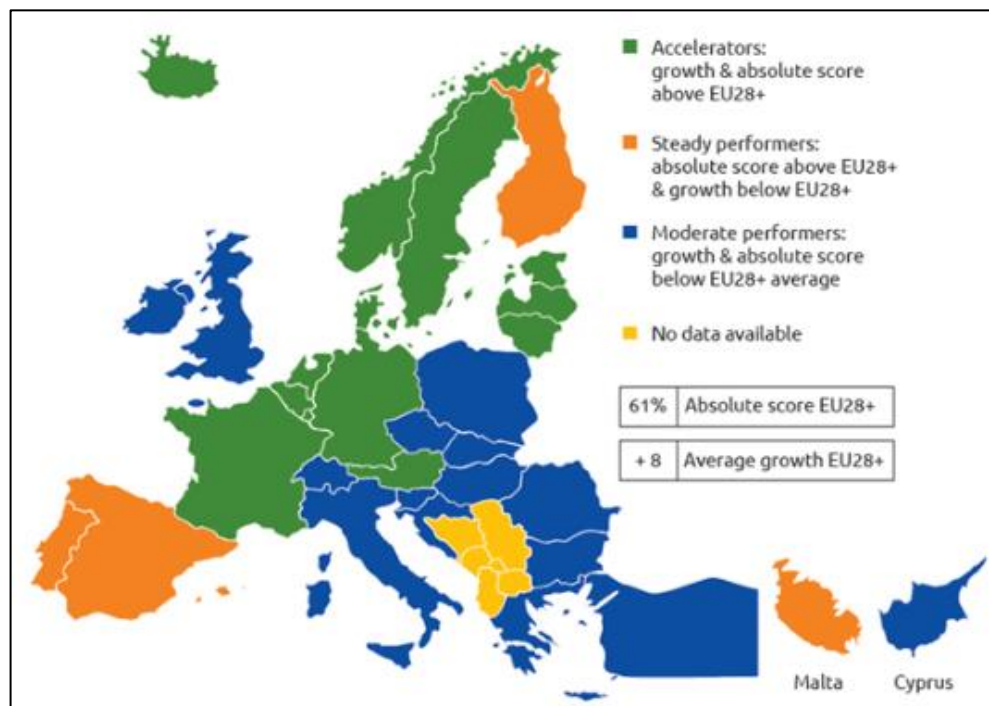 Accelerators:
growth & absolute score
above EU28+
Steady performers:
absolute score above EU28+
& growth below EU28+
Moderate performers:
growth & absolute score
below EU28+ average
No data available
61% Absolute score EU28+
+ 8 Average growth EU28+
Malta
Cyprus